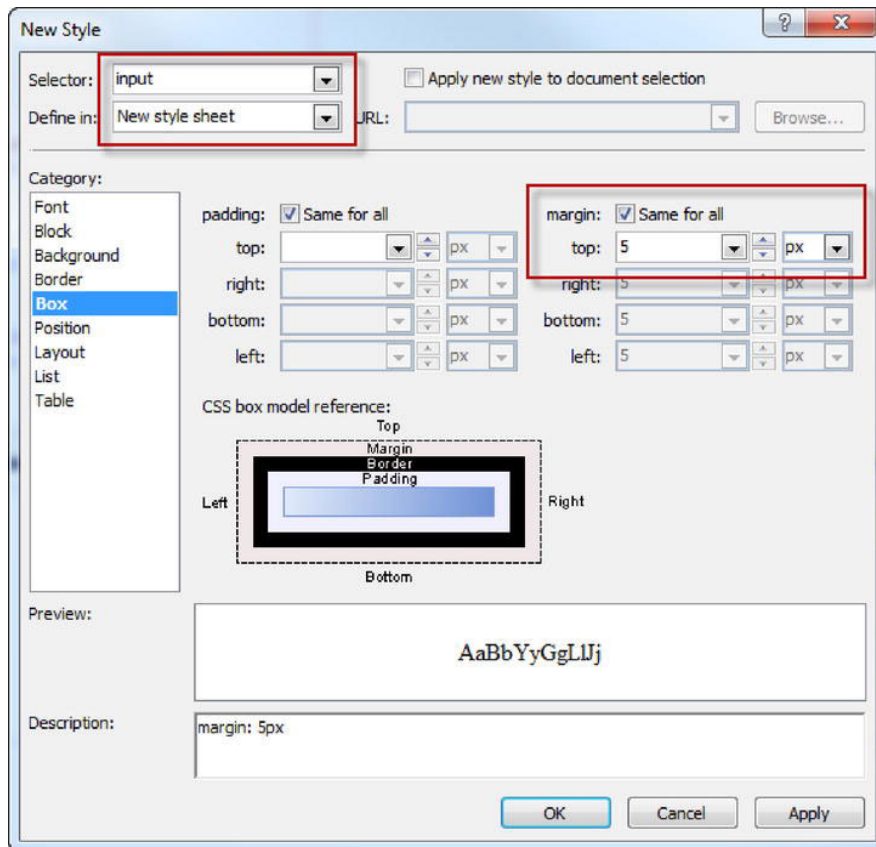 New Style
Selector: input Apply new style to document selection
Define in: New style sheet URL: Browse...
Category:
Font
Block
Background
Border
Box
Position
Layout
List
Table
padding: Same for all margin: Same for all
top: px top: 5 px
right: px right: 5 px
bottom: px bottom: 5 px
left: px left: 5 px
CSS box model reference:
Top
Margin
Border
Padding
Left Right
Bottom
Preview:
AaBbYyGgLlJj
Description:
margin: 5px
OK Cancel Apply